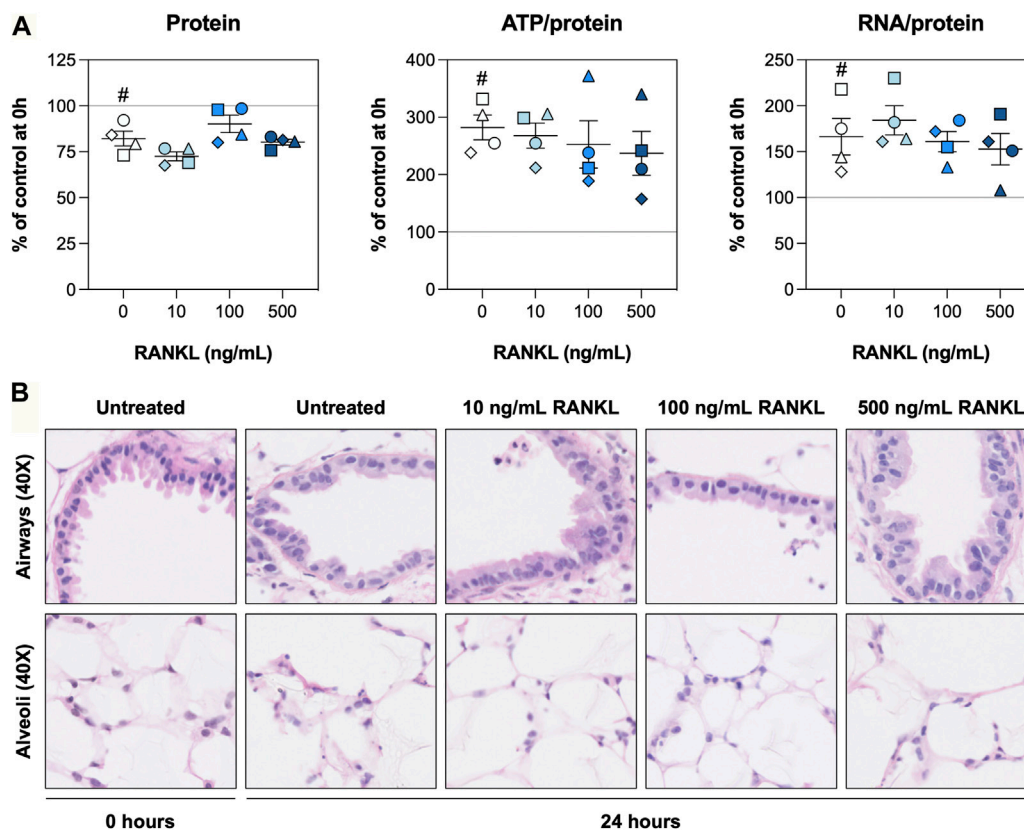 A
Protein
ATP/protein
RNA/protein
% of control at 0h
125
100
75
50
25
0
#
0 10 100 500
RANKL (ng/mL)
% of control at 0h
400
300
200
100
0
#
0 10 100 500
RANKL (ng/mL)
% of control at 0h
250
200
150
100
50
0
#
0 10 100 500
RANKL (ng/mL)
B
Untreated
Untreated
10 ng/mL RANKL
100 ng/mL RANKL
500 ng/mL RANKL
Airways (40X)
Alveoli (40X)
0 hours
24 hours